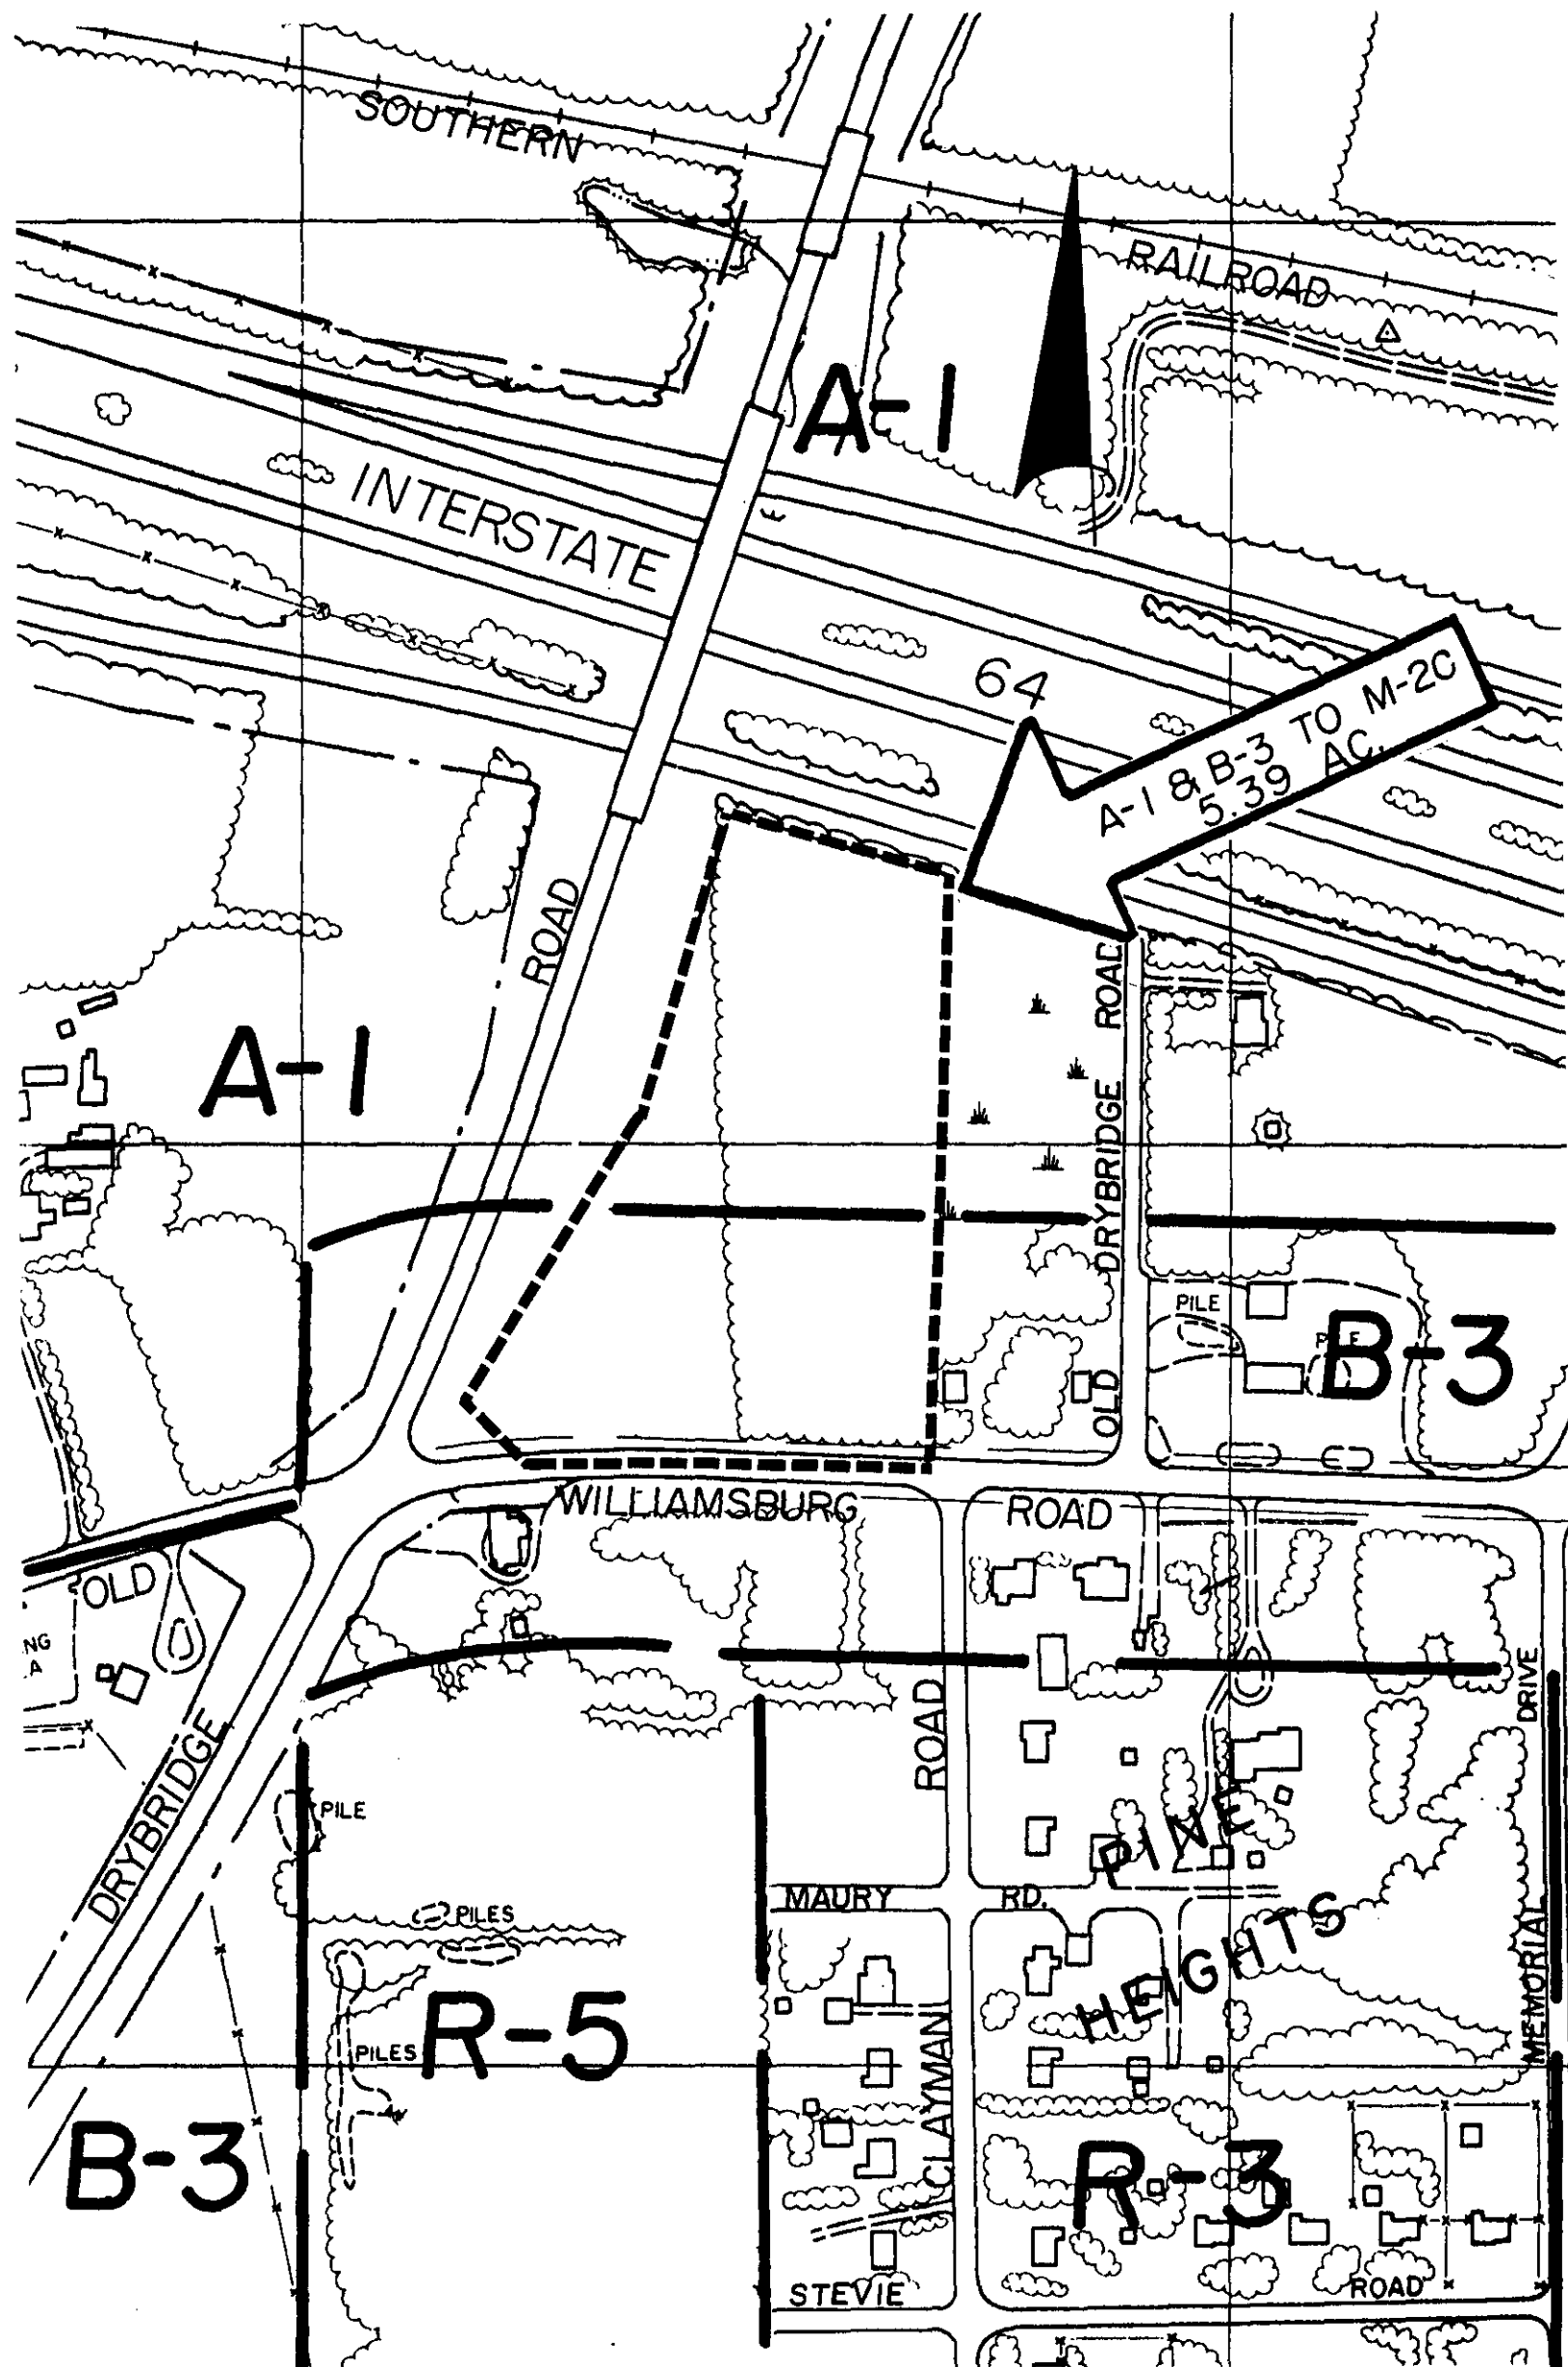 SOUTHERN
RAILROAD
A-1
INTERSTATE
64
A-1 & B-3 TO M-2C
5.39 AC.
ROAD
OLD DRYBRIDGE ROAD
A-1
PILE
B-3
WILLIAMSBURG ROAD
OLD
NG
A
DRIVE
ROAD
DRYBRIDGE
PILE
PINE
MAURY RD.
PILES
HEIGHTS
MEMORIAL
R-5
PILES
CLAYMAN
B-3
R-3
STEVIE ROAD